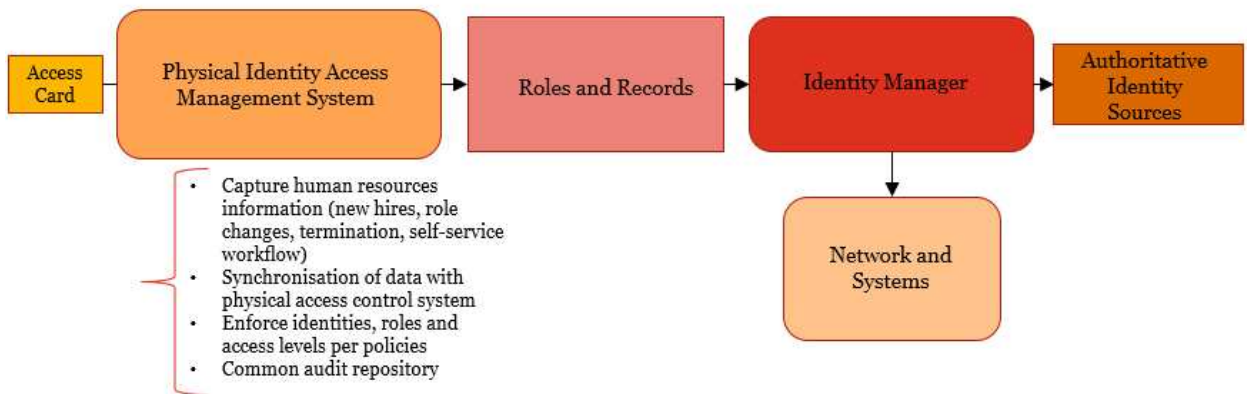 Access
Card
Physical Identity Access
Management System
Roles and Records
Identity Manager
Authoritative
Identity
Sources
• Capture human resources
information (new hires, role
changes, termination, self-service
workflow)
• Synchronisation of data with
physical access control system
• Enforce identities, roles and
access levels per policies
• Common audit repository
Network and
Systems